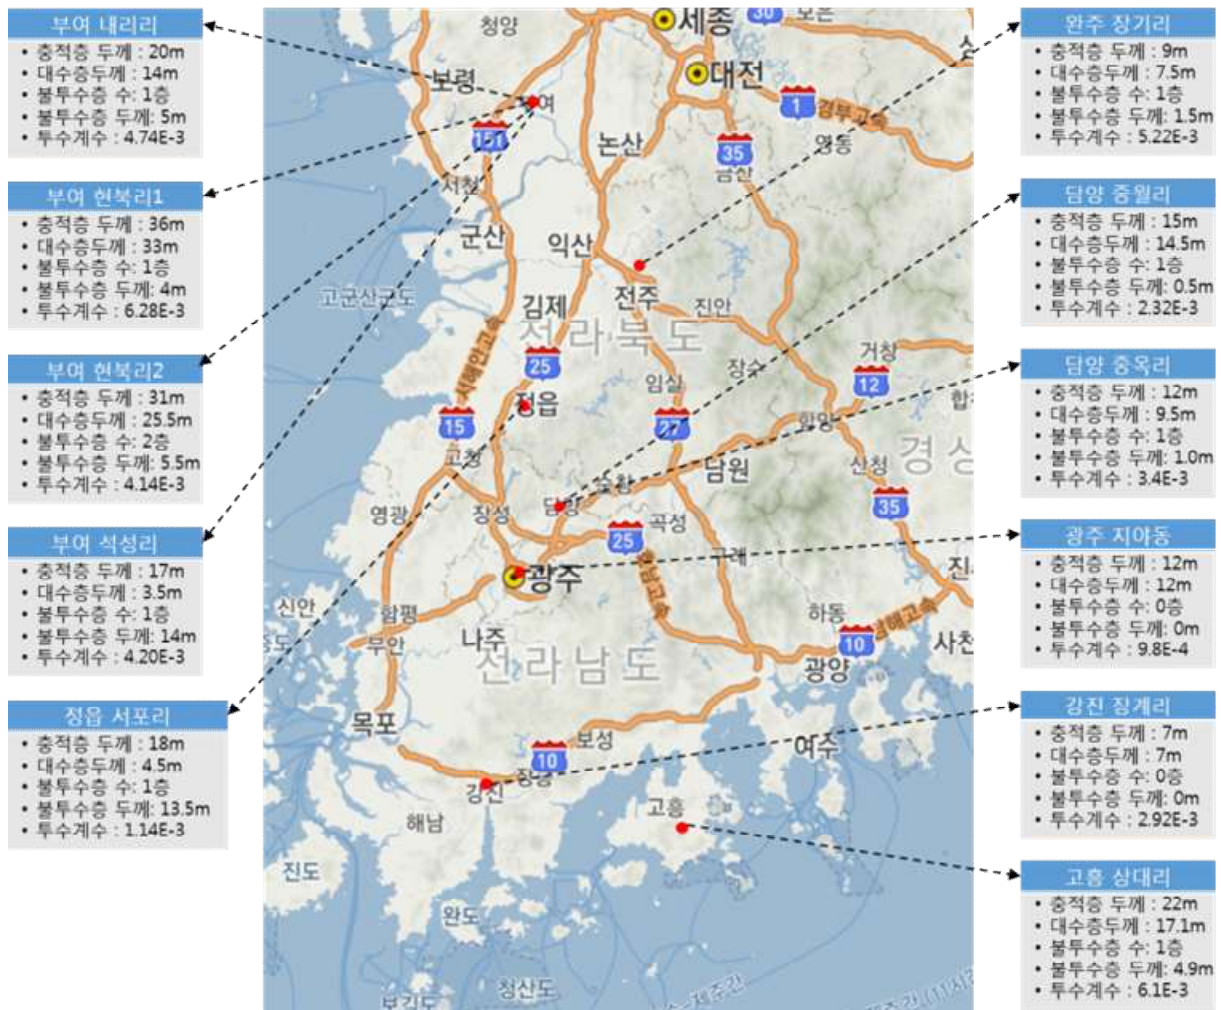 부여 내리리
• 충적층 두께 : 20m
• 대수층두께 : 14m
• 불투수층 수: 1층
• 불투수층 두께: 5m
• 투수계수 : 4.74E-3
부여 현북리1
• 충적층 두께 : 36m
• 대수층두께 : 33m
• 불투수층 수: 1층
• 불투수층 두께: 4m
• 투수계수 : 6.28E-3
부여 현북리2
• 충적층 두께 : 31m
• 대수층두께 : 25.5m
• 불투수층 수: 2층
• 불투수층 두께: 5.5m
• 투수계수 : 4.14E-3
부여 석성리
• 충적층 두께 : 17m
• 대수층두께 : 3.5m
• 불투수층 수: 1층
• 불투수층 두께: 14m
• 투수계수 : 4.20E-3
정읍 서포리
• 충적층 두께 : 18m
• 대수층두께 : 4.5m
• 불투수층 수: 1층
• 불투수층 두께: 13.5m
• 투수계수 : 1.14E-3
청양
세종
30
보은
보령
대전
1
경부고속
151
논산
35
영동
금산
서천
군산
익산
고군산군도
김제
전주
진안
전라북도
서해안고속
25
장수
거창
12
임실
정읍
15
27
함양
고창
남원
산청
경상
담양
순창
35
영광
장성
곡성
25
호남고속
구례
광주
신안
함평
하동
남해고속
10
사천
무안
나주
전라남도
광양
목포
보성
여수
10
장흥
강진
고흥
해남
진도
완도
청산도
보길도
완주 장기리
• 충적층 두께 : 9m
• 대수층두께 : 7.5m
• 불투수층 수: 1층
• 불투수층 두께: 1.5m
• 투수계수 : 5.22E-3
담양 중월리
• 충적층 두께 : 15m
• 대수층두께 : 14.5m
• 불투수층 수: 1층
• 불투수층 두께: 0.5m
• 투수계수 : 2.32E-3
담양 중옥리
• 충적층 두께 : 12m
• 대수층두께 : 9.5m
• 불투수층 수: 1층
• 불투수층 두께: 1.0m
• 투수계수 : 3.4E-3
광주 지야동
• 충적층 두께 : 12m
• 대수층두께 : 12m
• 불투수층 수: 0층
• 불투수층 두께: 0m
• 투수계수 : 9.8E-4
강진 장계리
• 충적층 두께 : 7m
• 대수층두께 : 7m
• 불투수층 수: 0층
• 불투수층 두께: 0m
• 투수계수 : 2.92E-3
고흥 상대리
• 충적층 두께 : 22m
• 대수층두께 : 17.1m
• 불투수층 수: 1층
• 불투수층 두께: 4.9m
• 투수계수 : 6.1E-3